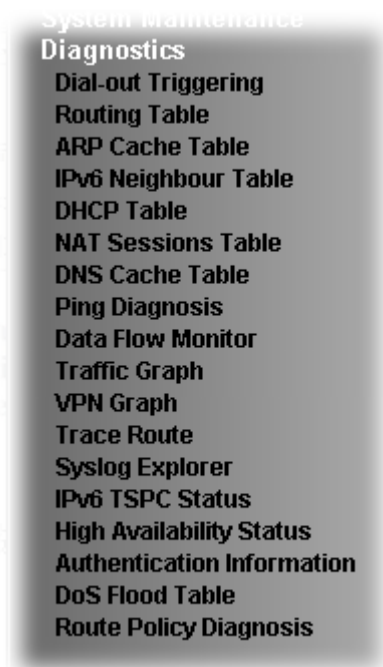 System Maintenance
Diagnostics
Dial-out Triggering
Routing Table
ARP Cache Table
IPv6 Neighbour Table
DHCP Table
NAT Sessions Table
DNS Cache Table
Ping Diagnosis
Data Flow Monitor
Traffic Graph
VPN Graph
Trace Route
Syslog Explorer
IPv6 TSPC Status
High Availability Status
Authentication Information
DoS Flood Table
Route Policy Diagnosis